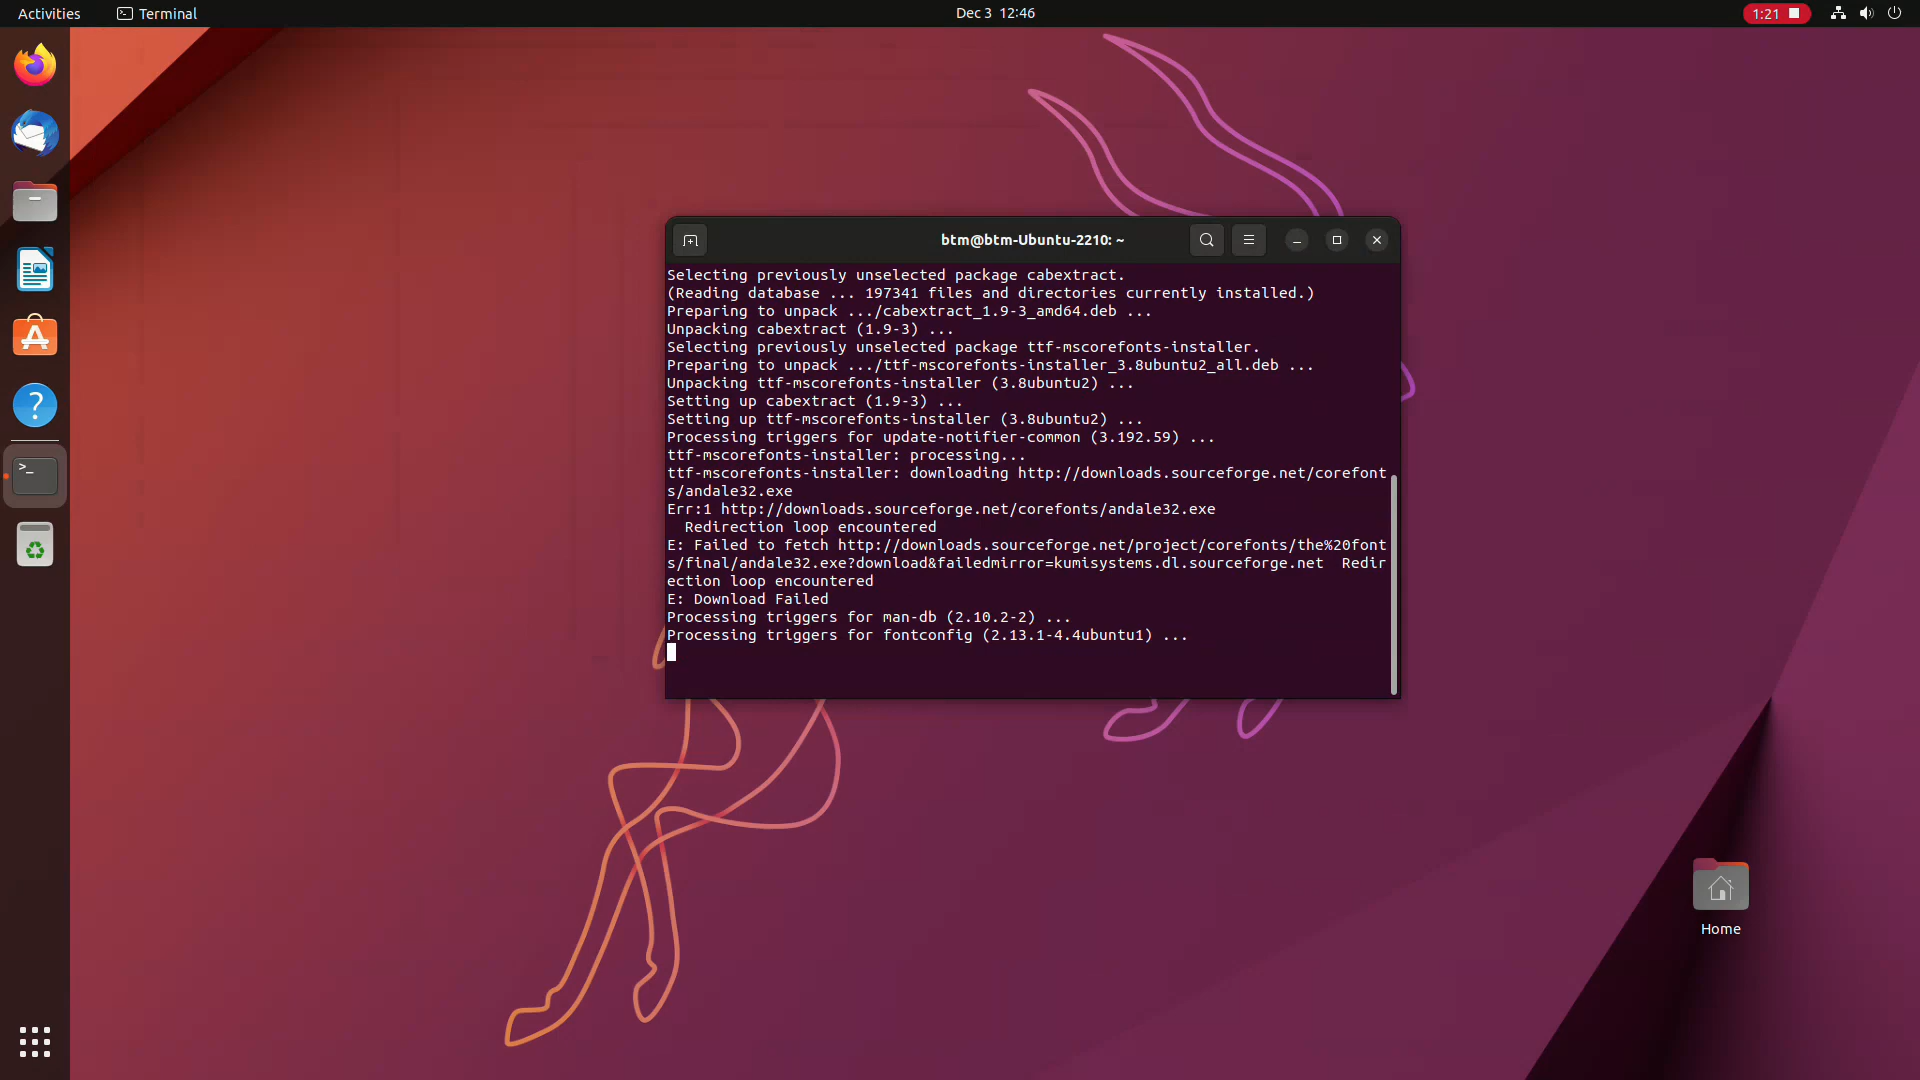 Activities
Terminal
Dec 3 12:46
1:21
btm@btm-Ubuntu-2210: ~
Selecting previously unselected package cabextract.
(Reading database ... 197341 files and directories currently installed.)
Preparing to unpack .../cabextract_1.9-3_amd64.deb ...
Unpacking cabextract (1.9-3) ...
Selecting previously unselected package ttf-mscorefonts-installer.
Preparing to unpack .../ttf-mscorefonts-installer_3.8ubuntu2_all.deb ...
Unpacking ttf-mscorefonts-installer (3.8ubuntu2) ...
Setting up cabextract (1.9-3) ...
Setting up ttf-mscorefonts-installer (3.8ubuntu2) ...
Processing triggers for update-notifier-common (3.192.59) ...
ttf-mscorefonts-installer: processing...
ttf-mscorefonts-installer: downloading http://downloads.sourceforge.net/corefont
s/andale32.exe
Err:1 http://downloads.sourceforge.net/corefonts/andale32.exe
  Redirection loop encountered
E: Failed to fetch http://downloads.sourceforge.net/project/corefonts/the%20font
s/final/andale32.exe?download&failedmirror=kumisystems.dl.sourceforge.net  Redir
ection loop encountered
E: Download Failed
Processing triggers for man-db (2.10.2-2) ...
Processing triggers for fontconfig (2.13.1-4.4ubuntu1) ...
Home